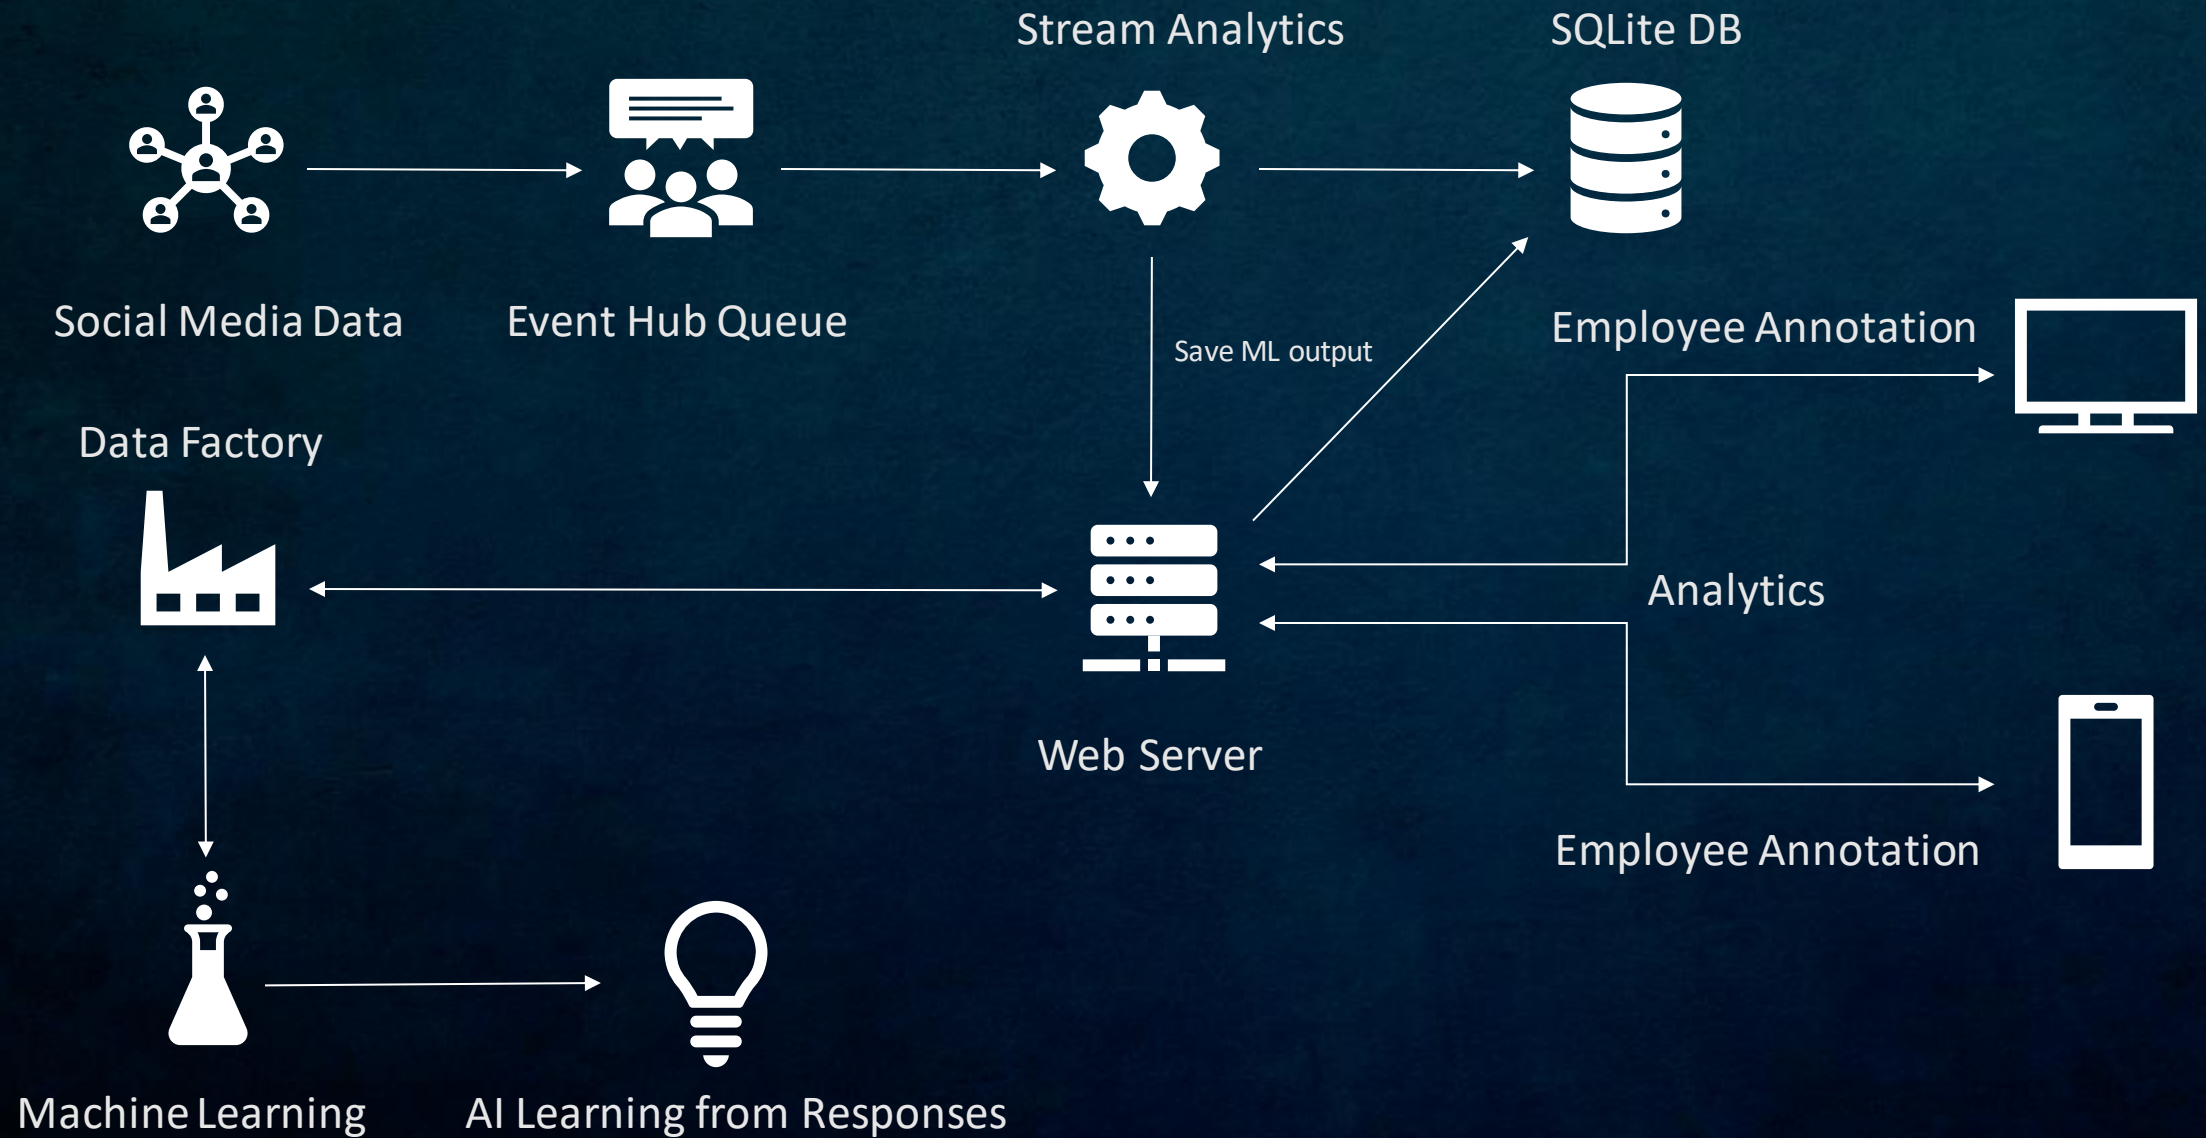 Stream Analytics
SQLite DB
Social Media Data
Event Hub Queue
Employee Annotation
Save ML output
Data Factory
Analytics
Web Server
Employee Annotation
Machine Learning
AI Learning from Responses